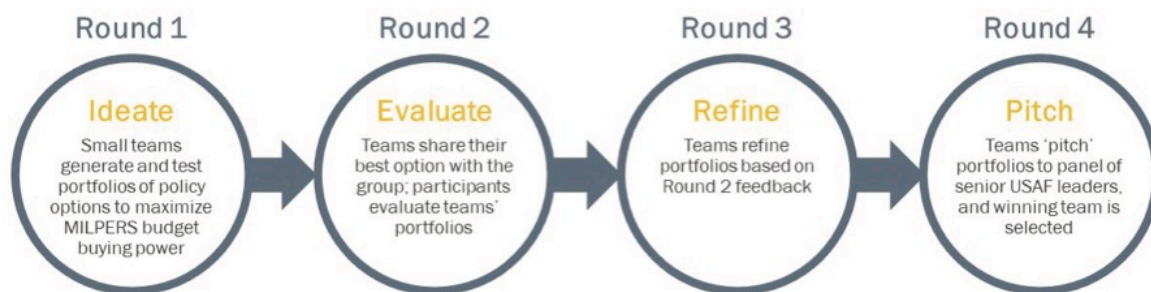 Round 1
Ideate
Small teams
generate and test
portfolios of policy
options to maximize
MILPERS budget
buying power
Round 2
Evaluate
Teams share their
best option with the
group; participants
evaluate teams'
portfolios
Round 3
Refine
Teams refine
portfolios based on
Round 2 feedback
Round 4
Pitch
Teams ‘pitch’
portfolios to panel of
senior USAF leaders,
and winning team is
selected